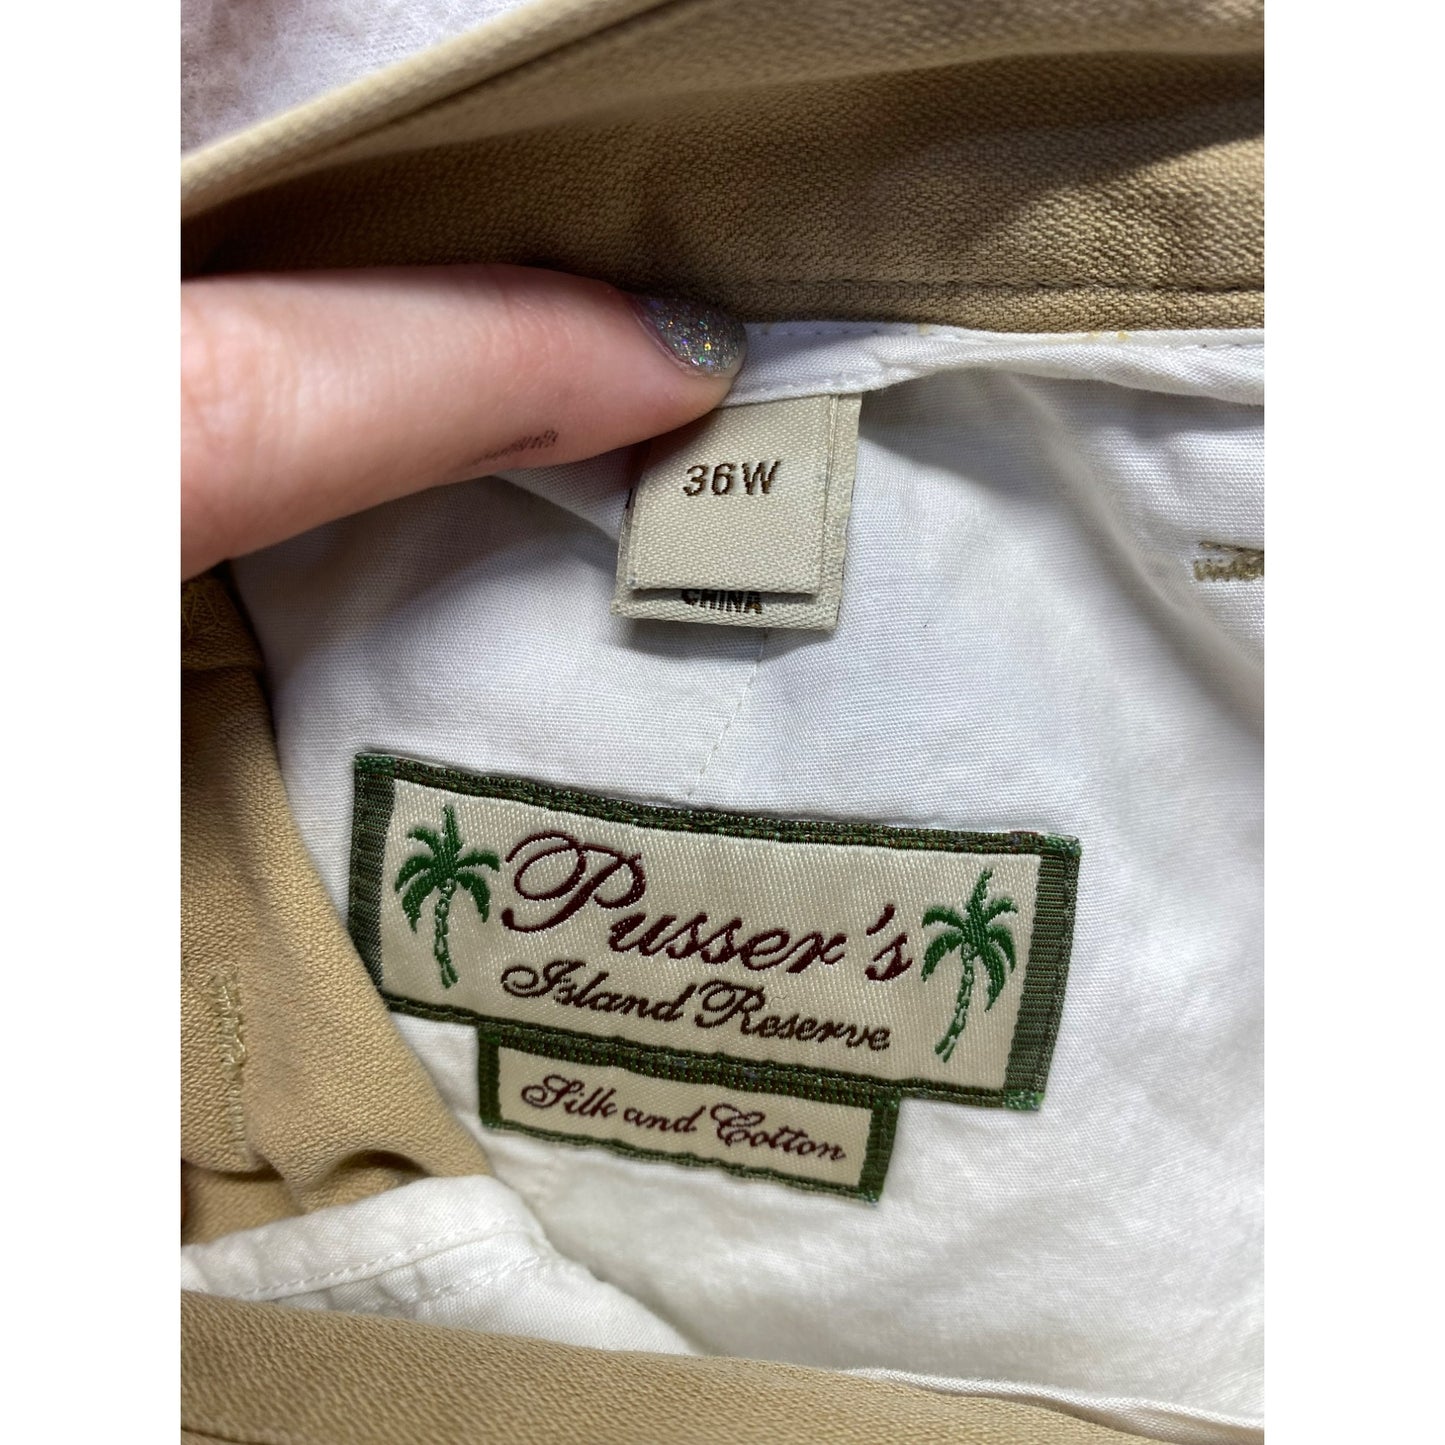 36W
CHINA
Pusser's
Island Reserve
Silk and Cotton